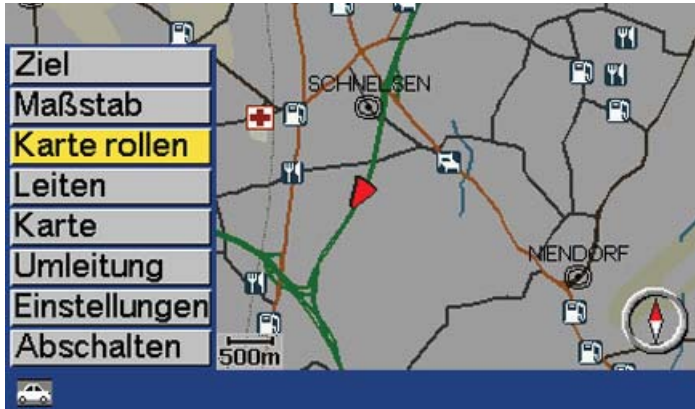 Ziel
Maßstab
Karte rollen
Leiten
Karte
Umleitung
Einstellungen
Abschalten
SCHNELSEN
NIENDORF
500m